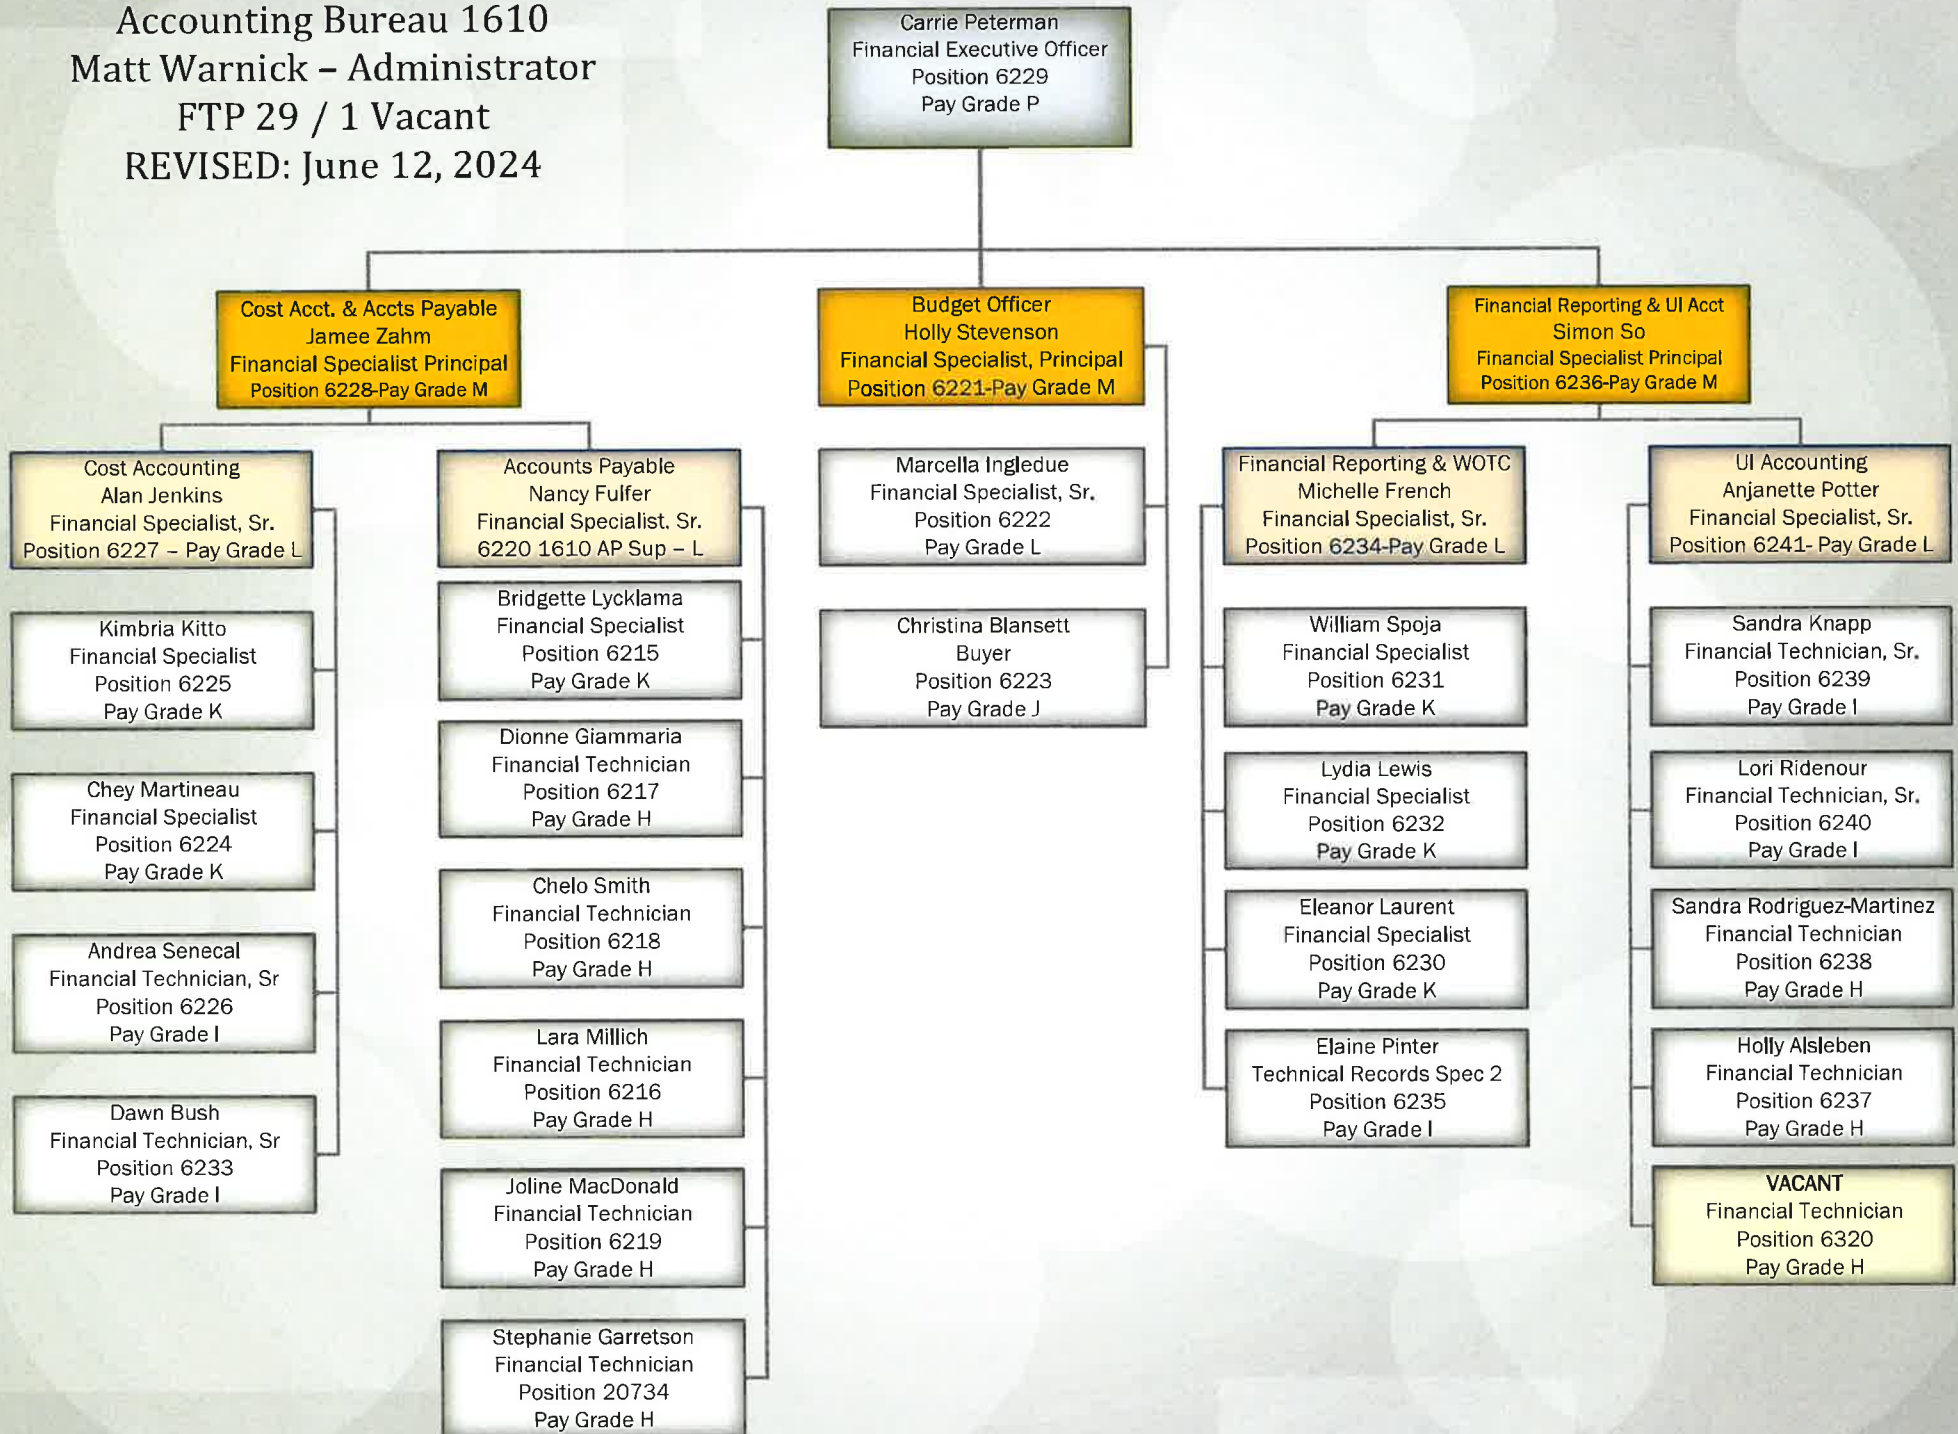 Accounting Bureau 1610
Matt Warnick – Administrator
FTP 29 / 1 Vacant
REVISED: June 12, 2024
Carrie Peterman
Financial Executive Officer
Position 6229
Pay Grade P
Cost Acct. & Accts Payable
Jamee Zahm
Financial Specialist Principal
Position 6228-Pay Grade M
Budget Officer
Holly Stevenson
Financial Specialist, Principal
Position 6221-Pay Grade M
Financial Reporting & UI Acct
Simon So
Financial Specialist Principal
Position 6236-Pay Grade M
Cost Accounting
Alan Jenkins
Financial Specialist, Sr.
Position 6227 – Pay Grade L
Kimbria Kitto
Financial Specialist
Position 6225
Pay Grade K
Chey Martineau
Financial Specialist
Position 6224
Pay Grade K
Andrea Senecal
Financial Technician, Sr
Position 6226
Pay Grade I
Dawn Bush
Financial Technician, Sr
Position 6233
Pay Grade I
Accounts Payable
Nancy Fulfer
Financial Specialist. Sr.
6220 1610 AP Sup – L
Bridgette Lycklama
Financial Specialist
Position 6215
Pay Grade K
Dionne Giammaria
Financial Technician
Position 6217
Pay Grade H
Chelo Smith
Financial Technician
Position 6218
Pay Grade H
Lara Millich
Financial Technician
Position 6216
Pay Grade H
Joline MacDonald
Financial Technician
Position 6219
Pay Grade H
Stephanie Garretson
Financial Technician
Position 20734
Pay Grade H
Marcella Ingledue
Financial Specialist, Sr.
Position 6222
Pay Grade L
Christina Blansett
Buyer
Position 6223
Pay Grade J
Financial Reporting & WOTC
Michelle French
Financial Specialist, Sr.
Position 6234-Pay Grade L
William Spoja
Financial Specialist
Position 6231
Pay Grade K
Lydia Lewis
Financial Specialist
Position 6232
Pay Grade K
Eleanor Laurent
Financial Specialist
Position 6230
Pay Grade K
Elaine Pinter
Technical Records Spec 2
Position 6235
Pay Grade I
UI Accounting
Anjanette Potter
Financial Specialist, Sr.
Position 6241- Pay Grade L
Sandra Knapp
Financial Technician, Sr.
Position 6239
Pay Grade I
Lori Ridenour
Financial Technician, Sr.
Position 6240
Pay Grade I
Sandra Rodriguez-Martinez
Financial Technician
Position 6238
Pay Grade H
Holly Alsleben
Financial Technician
Position 6237
Pay Grade H
VACANT
Financial Technician
Position 6320
Pay Grade H